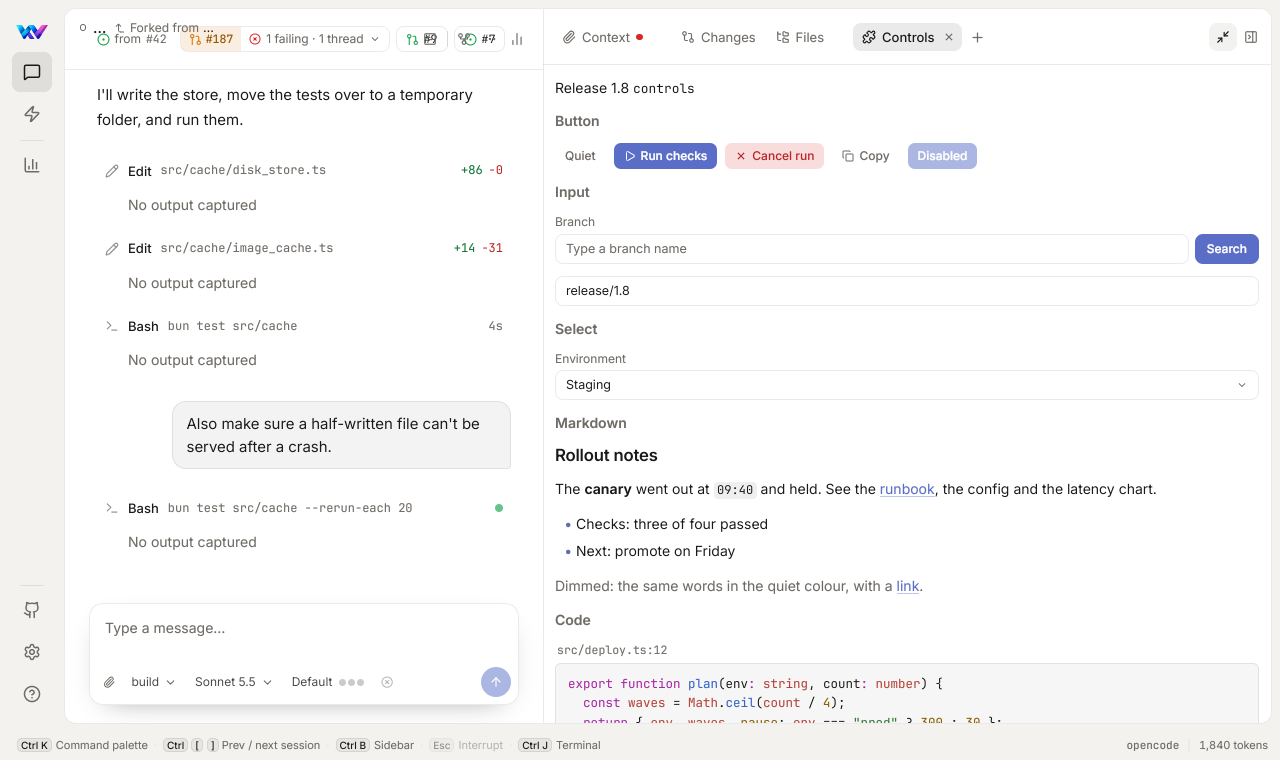 ... Forked from ...
from #42 #187 1 failing · 1 thread #7
I'll write the store, move the tests over to a temporary
folder, and run them.
Edit src/cache/disk_store.ts +86 -0
No output captured
Edit src/cache/image_cache.ts +14 -31
No output captured
Bash bun test src/cache 4s
No output captured
Also make sure a half-written file can't be
served after a crash.
Bash bun test src/cache --rerun-each 20
No output captured
Type a message...
build Sonnet 5.5 Default
Context Changes Files Controls
Release 1.8 controls
Button
Quiet Run checks Cancel run Copy Disabled
Input
Branch
Type a branch name Search
release/1.8
Select
Environment
Staging
Markdown
Rollout notes
The canary went out at 09:40 and held. See the runbook, the config and the latency chart.
• Checks: three of four passed
• Next: promote on Friday
Dimmed: the same words in the quiet colour, with a link.
Code
src/deploy.ts:12
export function plan(env: string, count: number) {
const waves = Math.ceil(count / 4);
return { env, waves, pause: env === "prod" ? 300 : 30 };
Ctrl K Command palette · Ctrl [ ] Prev / next session · Ctrl B Sidebar · Esc Interrupt · Ctrl J Terminal
opencode 1,840 tokens